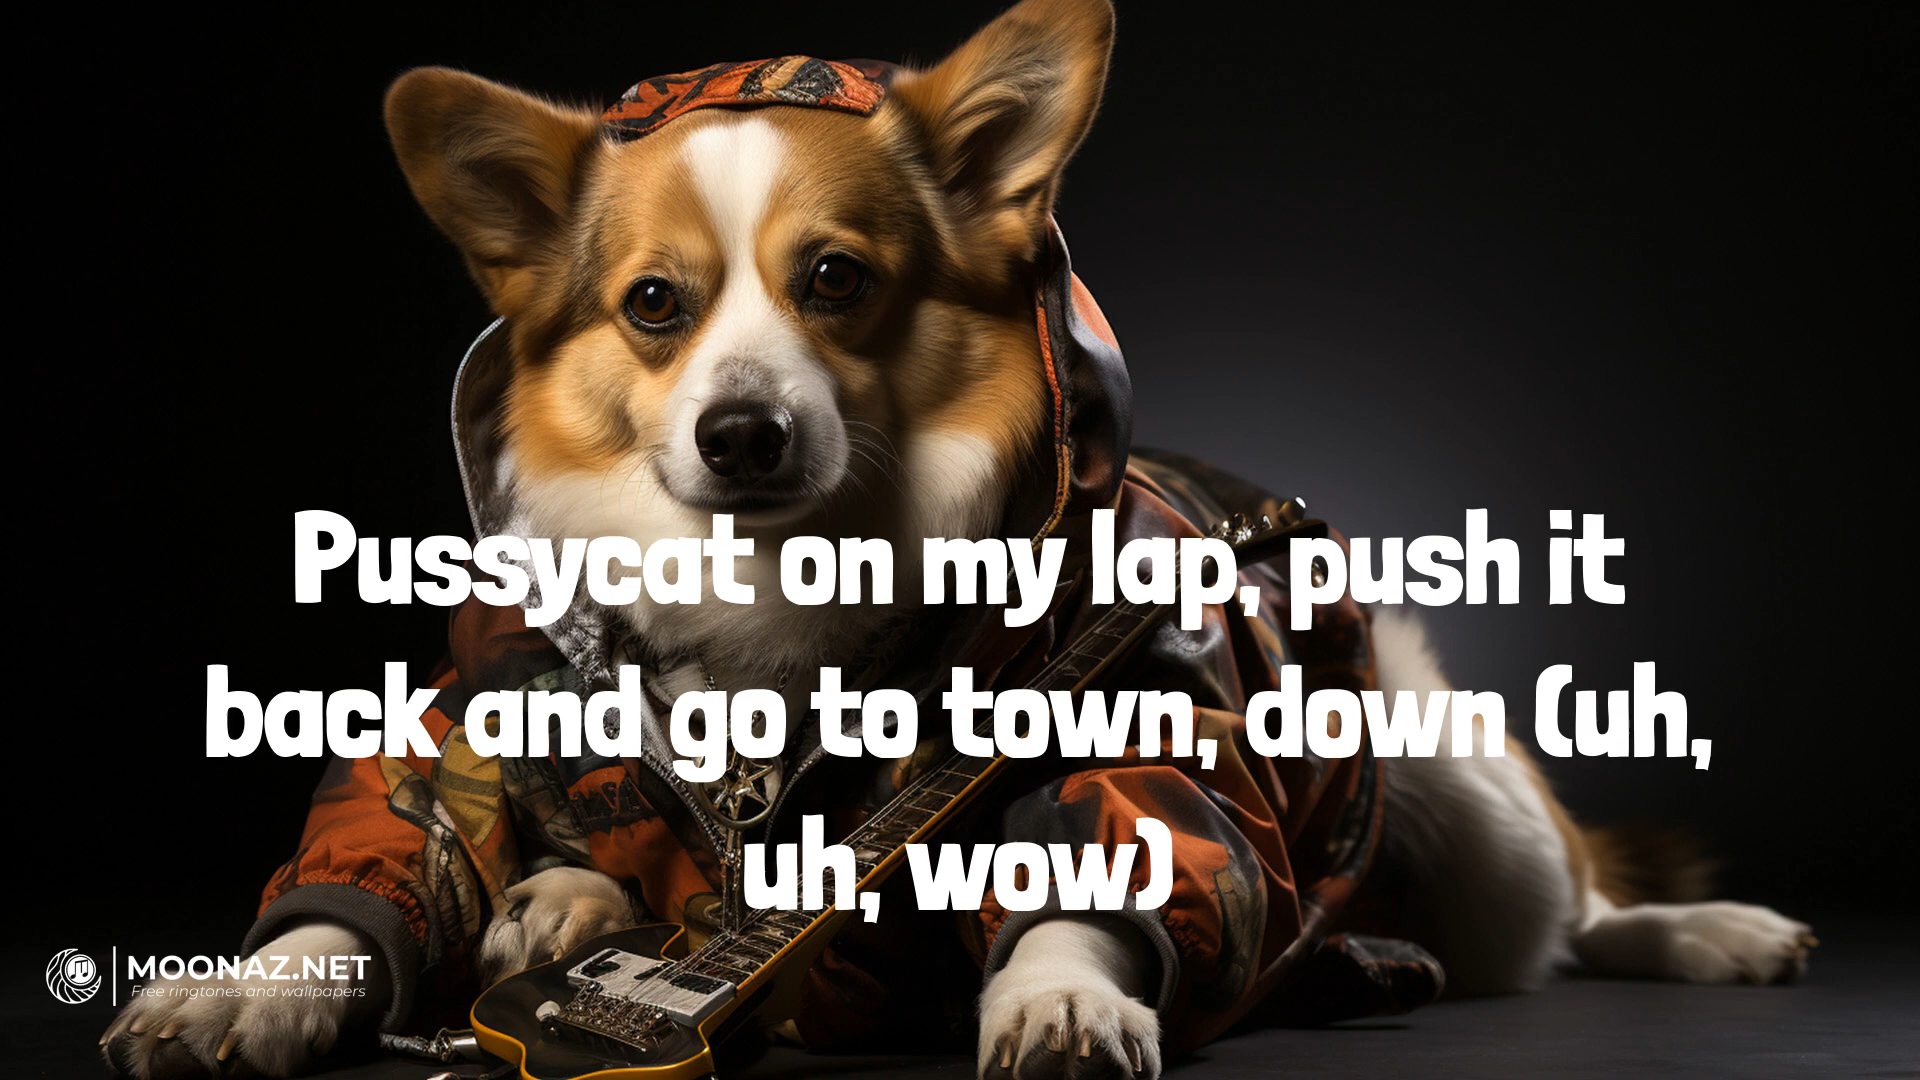 Pussycat on my lap, push it
back and go to town, down (uh,
uh, wow)
MOONAZ.NET
Free ringtones and wallpapers